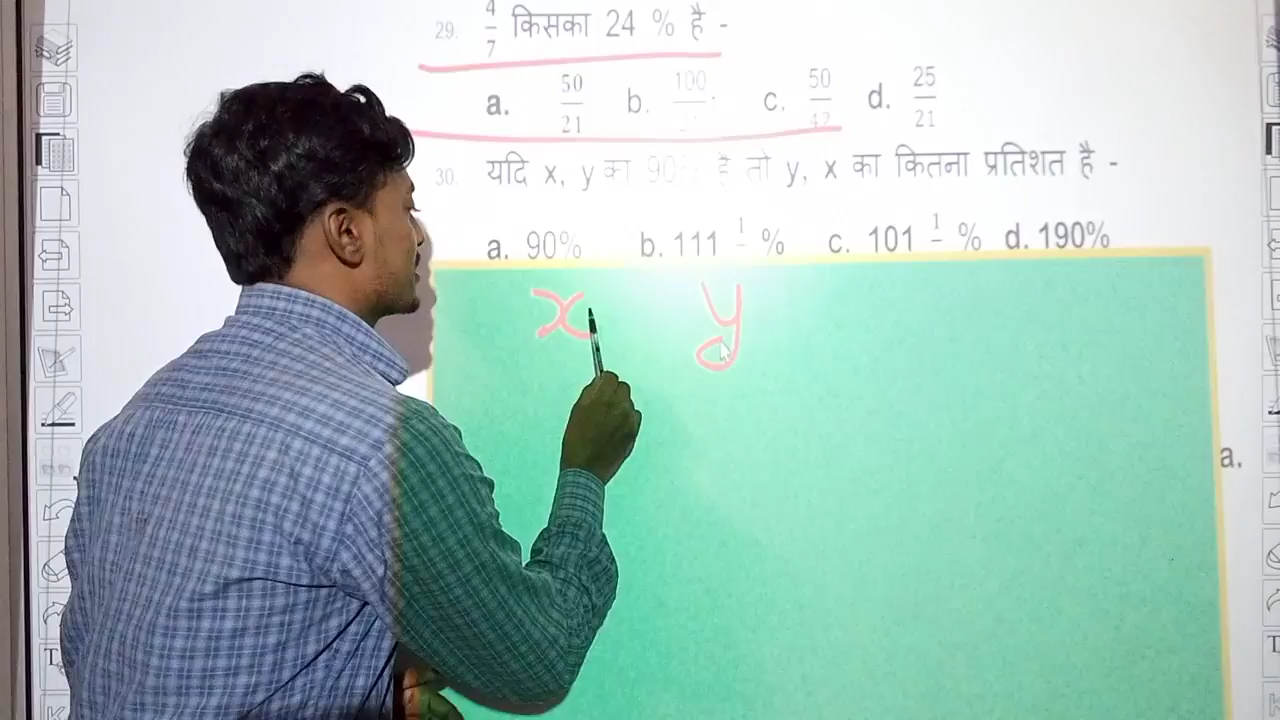 29. 4/7 किसका 24 % है -
a. 50/21 b. 100/21 c. 50/42 d. 25/21
30. यदि x, y का 90% है तो y, x का कितना प्रतिशत है -
a. 90% b. 111 1 % c. 101 1 % d. 190%
x y
a.